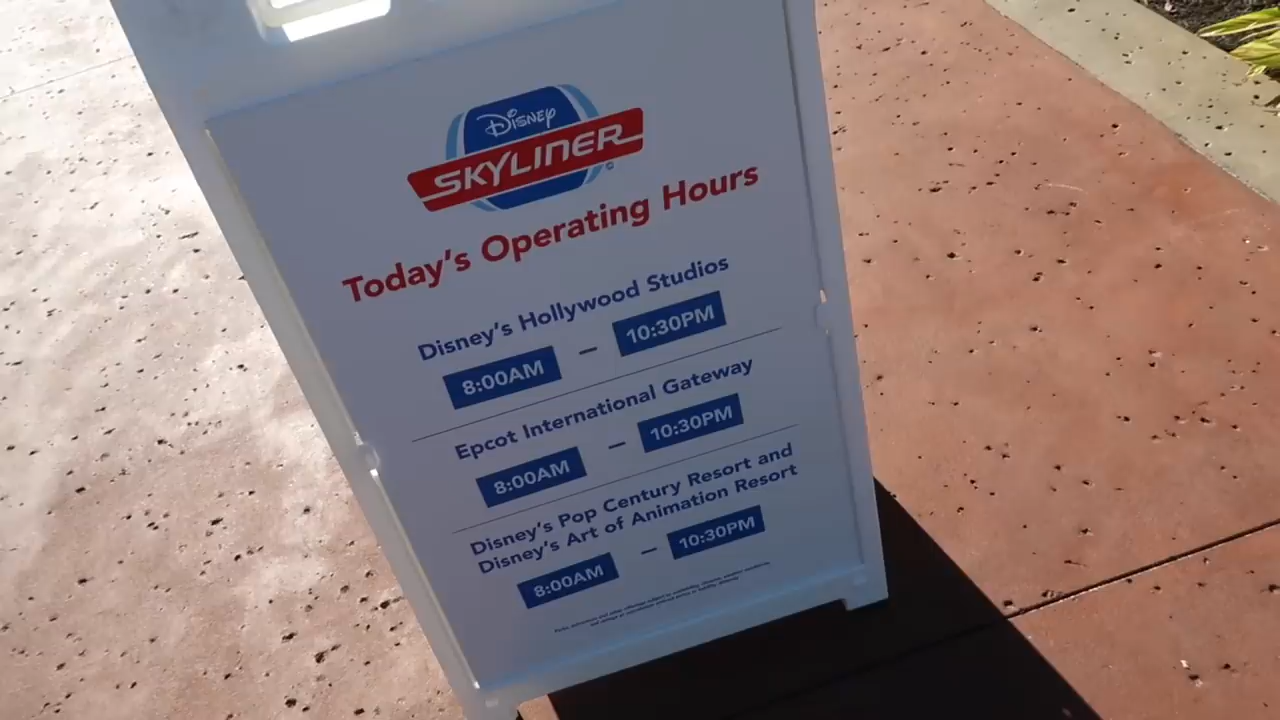 Disney
SKYLINER
Today's Operating Hours
Disney's Hollywood Studios
8:00AM – 10:30PM
Epcot International Gateway
8:00AM – 10:30PM
Disney's Pop Century Resort and
Disney's Art of Animation Resort
8:00AM – 10:30PM